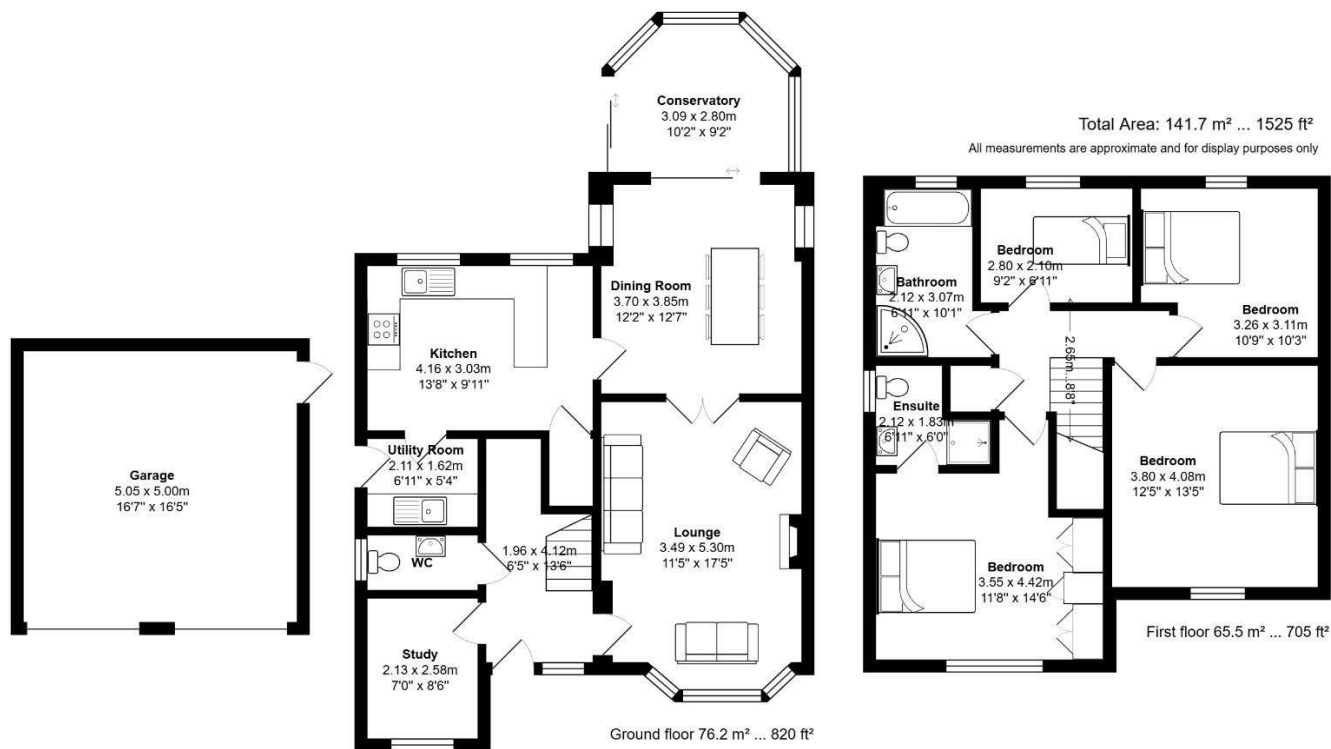 Conservatory
3.09 x 2.80m
10'2" x 9'2"
Total Area: 141.7 m² ... 1525 ft²
All measurements are approximate and for display purposes only
Dining Room
3.70 x 3.85m
12'2" x 12'7"
Kitchen
4.16 x 3.03m
13'8" x 9'11"
Garage
5.05 x 5.00m
16'7" x 16'5"
Utility Room
2.11 x 1.62m
6'11" x 5'4"
WC
1.96 x 4.12m
6'5" x 13'6"
Lounge
3.49 x 5.30m
11'5" x 17'5"
Study
2.13 x 2.58m
7'0" x 8'6"
Ground floor 76.2 m² ... 820 ft²
Bathroom
2.12 x 3.07m
6'11" x 10'1"
Bedroom
2.80 x 2.10m
9'2" x 6'11"
Bedroom
3.26 x 3.11m
10'9" x 10'3"
2.65m...8'8"
Ensuite
2.12 x 1.83m
6'11" x 6'0"
Bedroom
3.80 x 4.08m
12'5" x 13'5"
Bedroom
3.55 x 4.42m
11'8" x 14'6"
First floor 65.5 m² ... 705 ft²